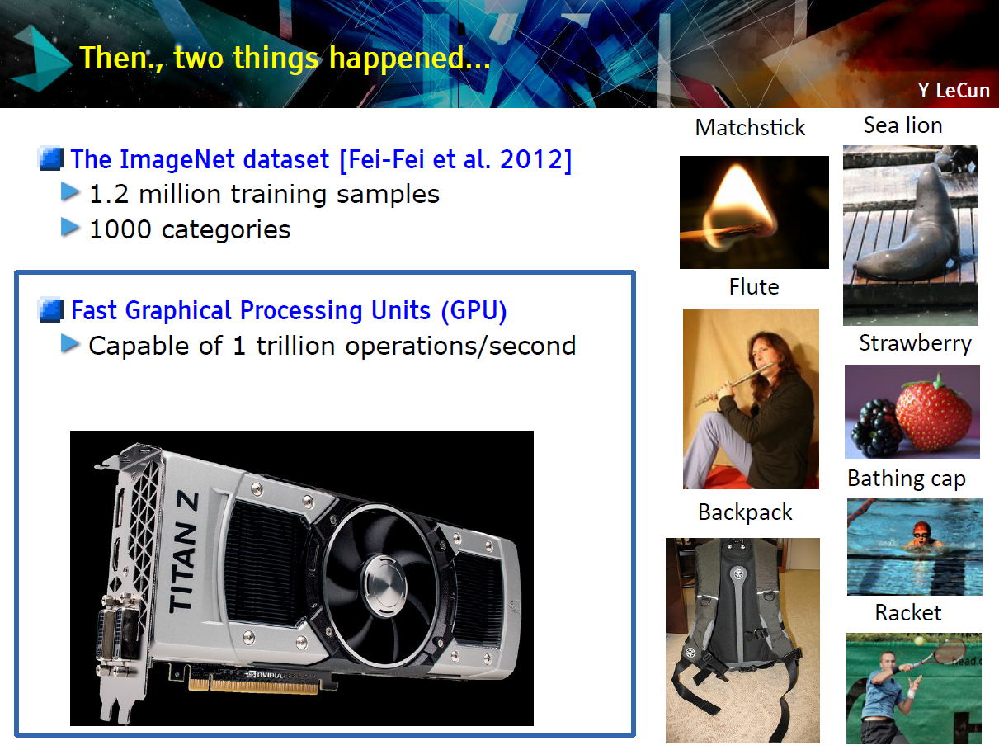 Then., two things happened...
Y LeCun
The ImageNet dataset [Fei-Fei et al. 2012]
1.2 million training samples
1000 categories
Fast Graphical Processing Units (GPU)
Capable of 1 trillion operations/second
TITAN Z
NVIDIA
Matchstick
Sea lion
Flute
Strawberry
Bathing cap
Backpack
Racket
head.c